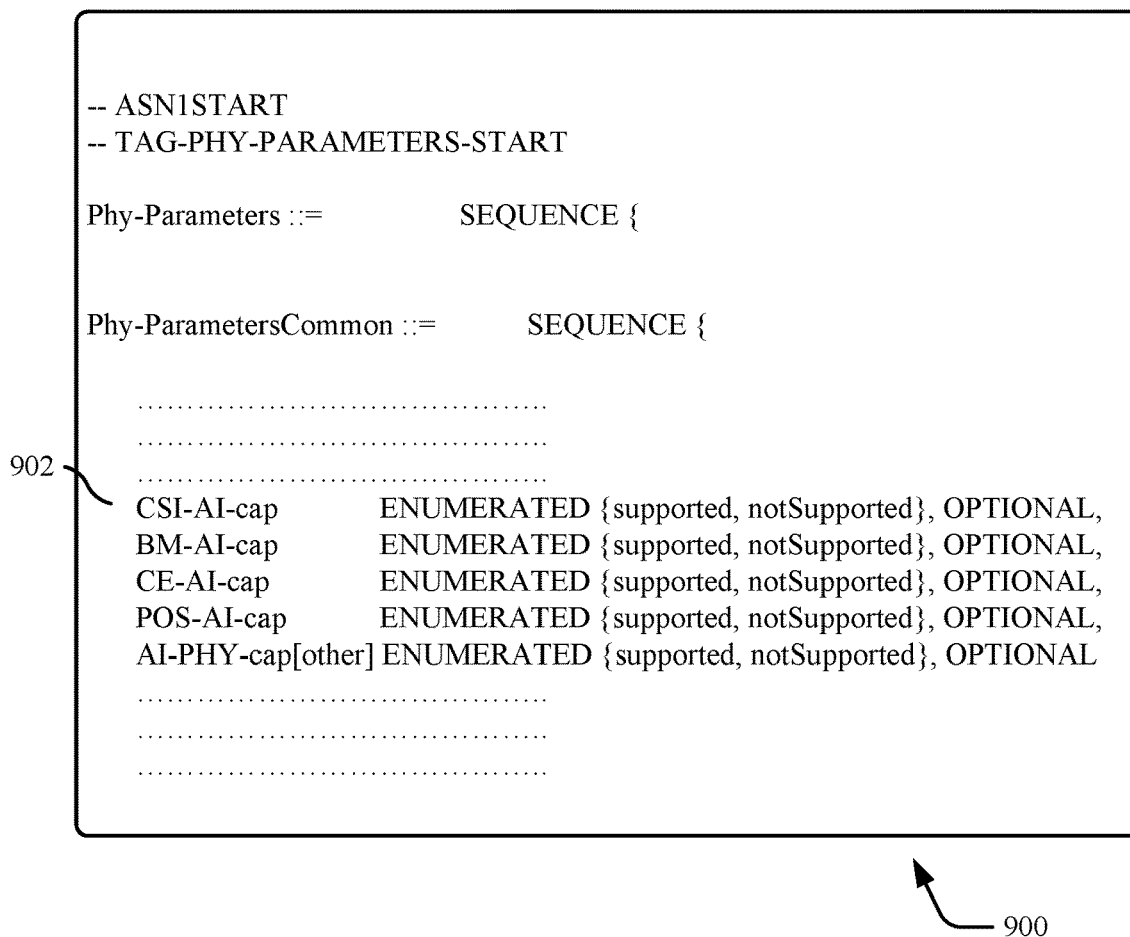 -- ASN1START
-- TAG-PHY-PARAMETERS-START
Phy-Parameters ::= SEQUENCE {
Phy-ParametersCommon ::= SEQUENCE {
…………………………………….
…………………………………….
…………………………………….
902
CSI-AI-cap ENUMERATED {supported, notSupported}, OPTIONAL,
BM-AI-cap ENUMERATED {supported, notSupported}, OPTIONAL,
CE-AI-cap ENUMERATED {supported, notSupported}, OPTIONAL,
POS-AI-cap ENUMERATED {supported, notSupported}, OPTIONAL,
AI-PHY-cap[other] ENUMERATED {supported, notSupported}, OPTIONAL
…………………………………….
…………………………………….
…………………………………….
900